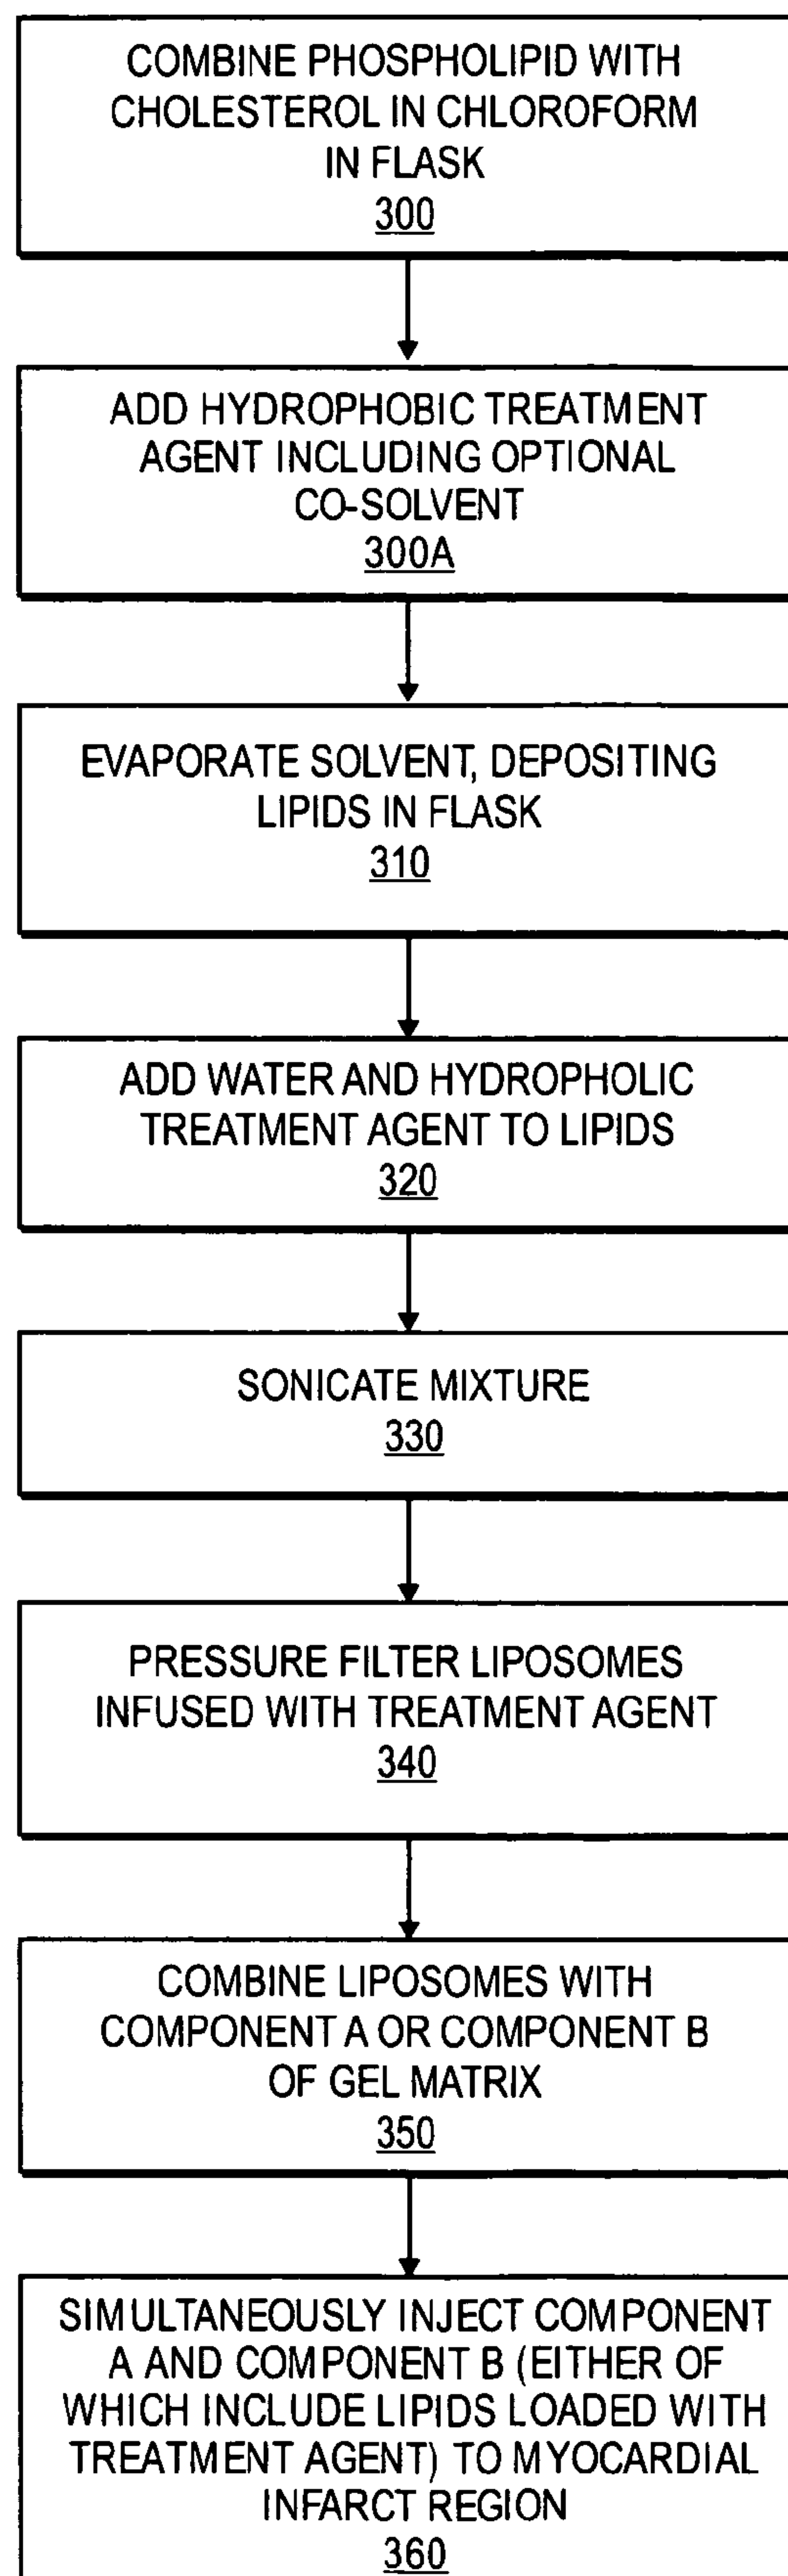 COMBINE PHOSPHOLIPID WITH
CHOLESTEROL IN CHLOROFORM
IN FLASK
300
ADD HYDROPHOBIC TREATMENT
AGENT INCLUDING OPTIONAL
CO-SOLVENT
300A
EVAPORATE SOLVENT, DEPOSITING
LIPIDS IN FLASK
310
ADD WATER AND HYDROPHOLIC
TREATMENT AGENT TO LIPIDS
320
SONICATE MIXTURE
330
PRESSURE FILTER LIPOSOMES
INFUSED WITH TREATMENT AGENT
340
COMBINE LIPOSOMES WITH
COMPONENT A OR COMPONENT B
OF GEL MATRIX
350
SIMULTANEOUSLY INJECT COMPONENT
A AND COMPONENT B (EITHER OF
WHICH INCLUDE LIPIDS LOADED WITH
TREATMENT AGENT) TO MYOCARDIAL
INFARCT REGION
360